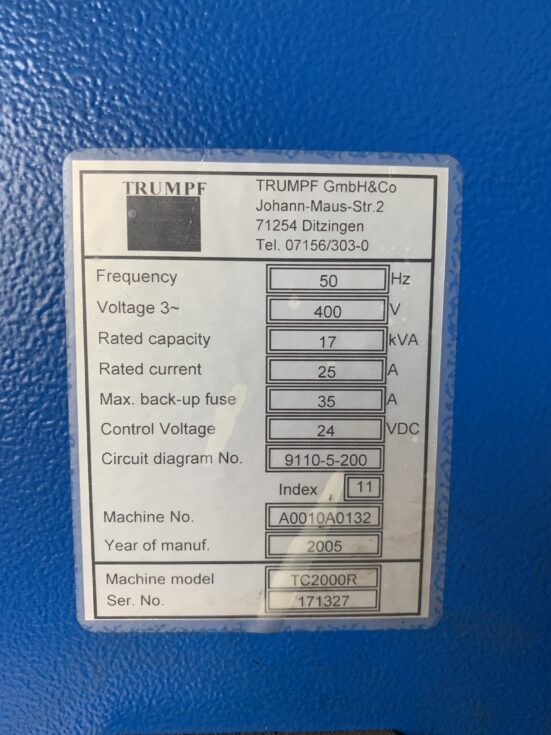 TRUMPF
TRUMPF GmbH&Co
Johann-Maus-Str.2
71254 Ditzingen
Tel. 07156/303-0
Frequency 50 Hz
Voltage 3~ 400 V
Rated capacity 17 kVA
Rated current 25 A
Max. back-up fuse 35 A
Control Voltage 24 VDC
Circuit diagram No. 9110-5-200
Index 11
Machine No. A0010A0132
Year of manuf. 2005
Machine model TC2000R
Ser. No. 171327